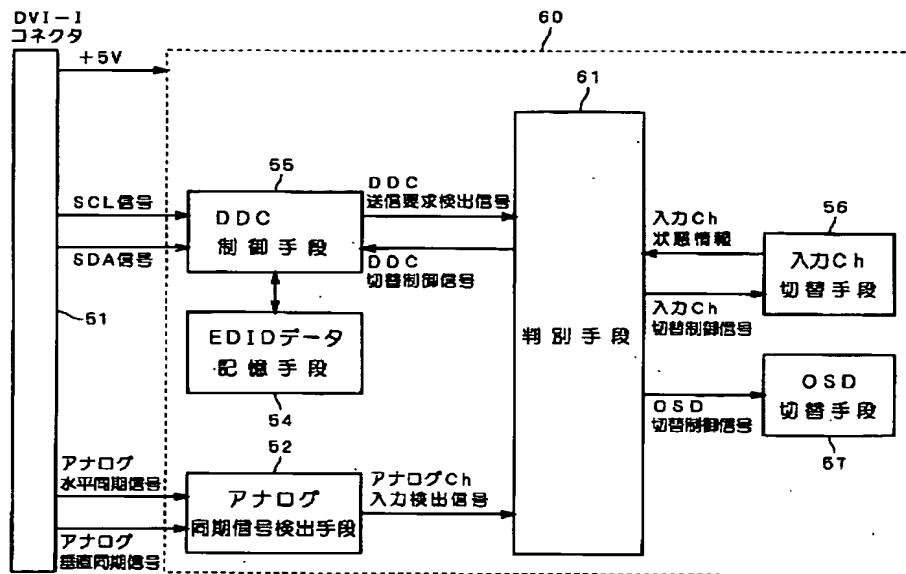 DVI-I
コネクタ
60
+5V
61
55
DDC
制御手段
SCL信号
SDA信号
DDC
送信要求検出信号
DDC
切替制御信号
51
EDIDデータ
記憶手段
54
判別手段
入力Ch
状態情報
入力Ch
切替制御信号
56
入力Ch
切替手段
OSD
切替制御信号
OSD
切替手段
57
52
アナログ
水平同期信号
アナログ
垂直同期信号
アナログ
同期信号検出手段
アナログCh
入力検出信号